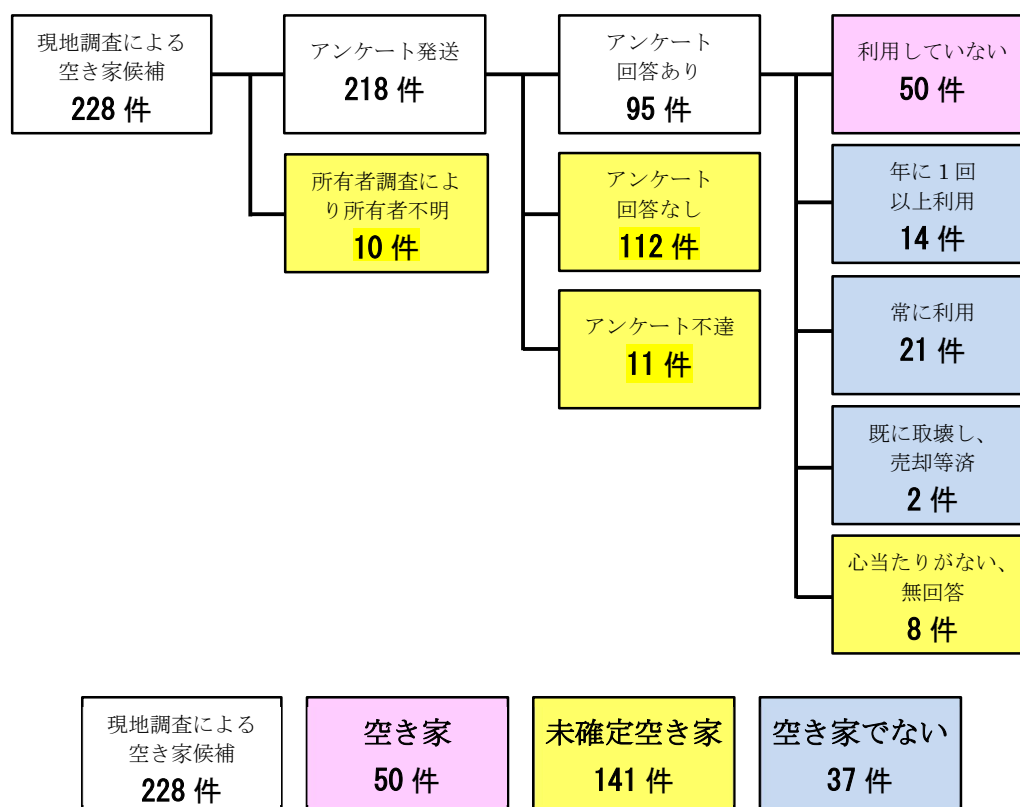 現地調査による
空き家候補
228 件
アンケート発送
218 件
アンケート
回答あり
95 件
利用していない
50 件
所有者調査によ
り所有者不明
10 件
アンケート
回答なし
112 件
年に１回
以上利用
14 件
アンケート不達
11 件
常に利用
21 件
既に取壊し、
売却等済
2 件
心当たりがない、
無回答
8 件
現地調査による
空き家候補
228 件
空き家
50 件
未確定空き家
141 件
空き家でない
37 件